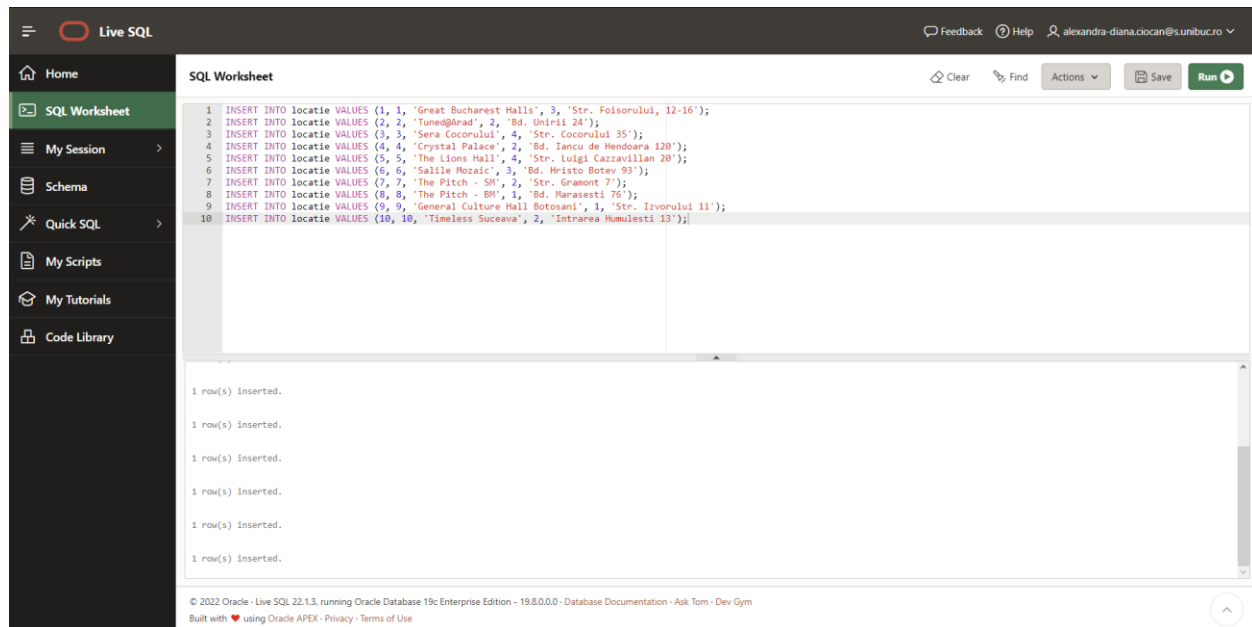 Live SQL
Feedback Help alexandra-diana.ciocan@s.unibuc.ro
Home
SQL Worksheet
My Session
Schema
Quick SQL
My Scripts
My Tutorials
Code Library
SQL Worksheet
Clear Find Actions Save Run
1 INSERT INTO locatie VALUES (1, 1, 'Great Bucharest Halls', 3, 'Str. Foisorului, 12-16');
2 INSERT INTO locatie VALUES (2, 2, 'Tuned@Arad', 2, 'Bd. Unirii 24');
3 INSERT INTO locatie VALUES (3, 3, 'Sera Cocorului', 4, 'Str. Cocorului 35');
4 INSERT INTO locatie VALUES (4, 4, 'Crystal Palace', 2, 'Bd. Iancu de Hendoara 120');
5 INSERT INTO locatie VALUES (5, 5, 'The Lions Hall', 4, 'Str. Luigi Cazzavillan 20');
6 INSERT INTO locatie VALUES (6, 6, 'Salile Mozaic', 3, 'Bd. Hristo Botev 93');
7 INSERT INTO locatie VALUES (7, 7, 'The Pitch - SM', 2, 'Str. Gramont 7');
8 INSERT INTO locatie VALUES (8, 8, 'The Pitch - BM', 1, 'Bd. Marasesti 76');
9 INSERT INTO locatie VALUES (9, 9, 'General Culture Hall Botosani', 1, 'Str. Izvorului 11');
10 INSERT INTO locatie VALUES (10, 10, 'Timeless Suceava', 2, 'Intrarea Humulesti 13');
1 row(s) inserted.
1 row(s) inserted.
1 row(s) inserted.
1 row(s) inserted.
1 row(s) inserted.
1 row(s) inserted.
© 2022 Oracle · Live SQL 22.1.3, running Oracle Database 19c Enterprise Edition - 19.8.0.0.0 · Database Documentation · Ask Tom · Dev Gym
Built with ❤ using Oracle APEX · Privacy · Terms of Use